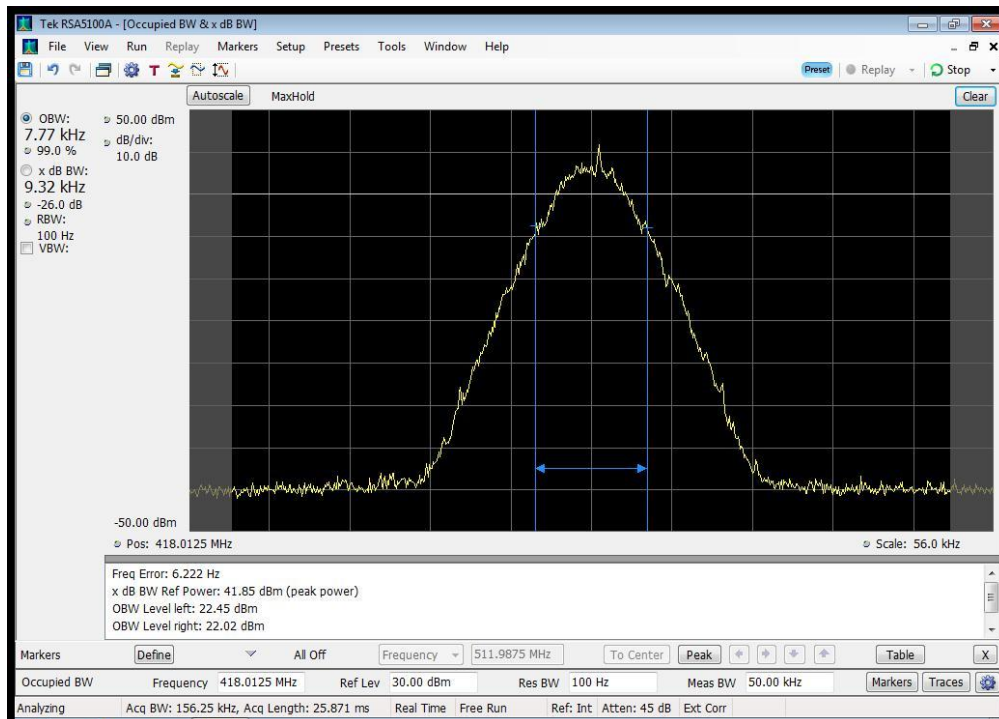 Tek RSA5100A - [Occupied BW & x dB BW]
File View Run Replay Markers Setup Presets Tools Window Help
T Preset Replay Stop
Autoscale MaxHold Clear
OBW:
7.77 kHz
99.0 %
x dB BW:
9.32 kHz
-26.0 dB
RBW:
100 Hz
VBW:
50.00 dBm
dB/div:
10.0 dB
-50.00 dBm
Pos: 418.0125 MHz Scale: 56.0 kHz
Freq Error: 6.222 Hz
x dB BW Ref Power: 41.85 dBm (peak power)
OBW Level left: 22.45 dBm
OBW Level right: 22.02 dBm
Markers Define All Off Frequency 511.9875 MHz To Center Peak Table X
Occupied BW Frequency 418.0125 MHz Ref Lev 30.00 dBm Res BW 100 Hz Meas BW 50.00 kHz Markers Traces
Analyzing Acq BW: 156.25 kHz, Acq Length: 25.871 ms Real Time Free Run Ref: Int Atten: 45 dB Ext Corr